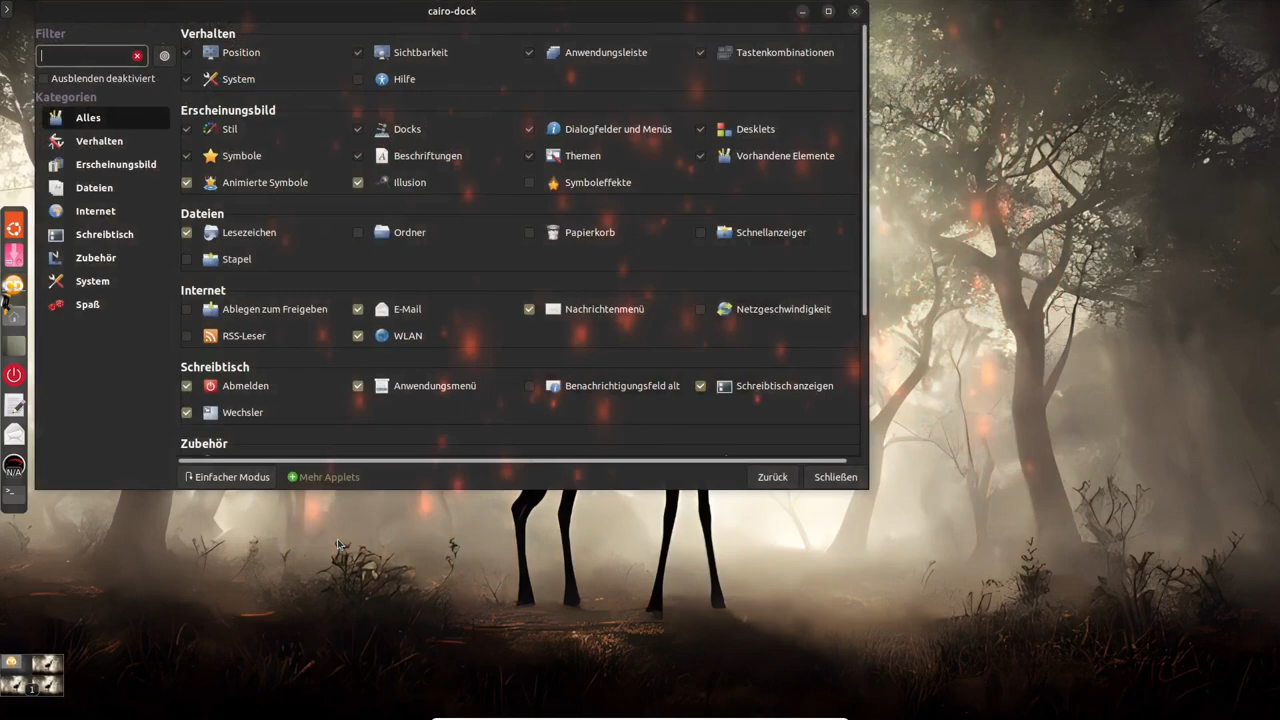 cairo-dock
Filter
Ausblenden deaktiviert
Kategorien
Alles
Verhalten
Erscheinungsbild
Dateien
Internet
Schreibtisch
Zubehör
System
Spaß
Verhalten
Position Sichtbarkeit Anwendungsleiste Tastenkombinationen
System Hilfe
Erscheinungsbild
Stil Docks Dialogfelder und Menüs Desklets
Symbole Beschriftungen Themen Vorhandene Elemente
Animierte Symbole Illusion Symboleffekte
Dateien
Lesezeichen Ordner Papierkorb Schnellanzeiger
Stapel
Internet
Ablegen zum Freigeben E-Mail Nachrichtenmenü Netzgeschwindigkeit
RSS-Leser WLAN
Schreibtisch
Abmelden Anwendungsmenü Benachrichtigungsfeld alt Schreibtisch anzeigen
Wechsler
Zubehör
Einfacher Modus Mehr Applets Zurück Schließen
N/A
1